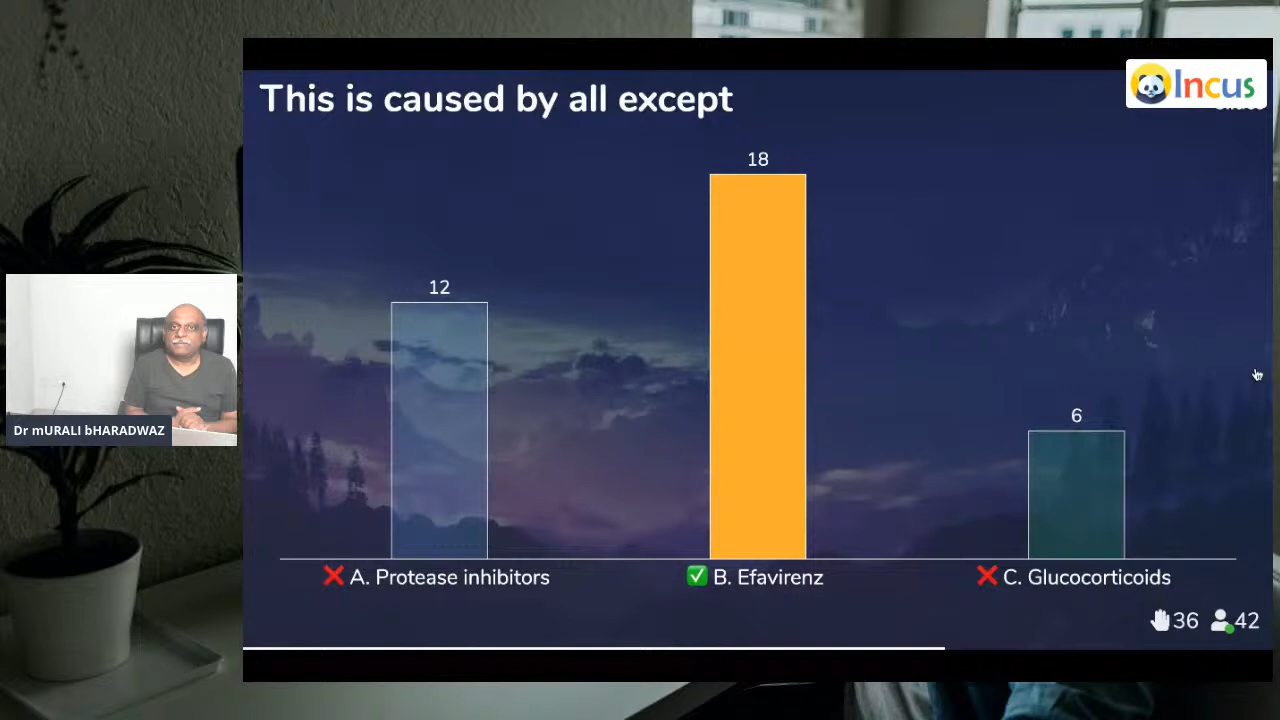 This is caused by all except
Incus
18
12
6
Dr mURALI bHARADWAZ
A. Protease inhibitors
B. Efavirenz
C. Glucocorticoids
36
42